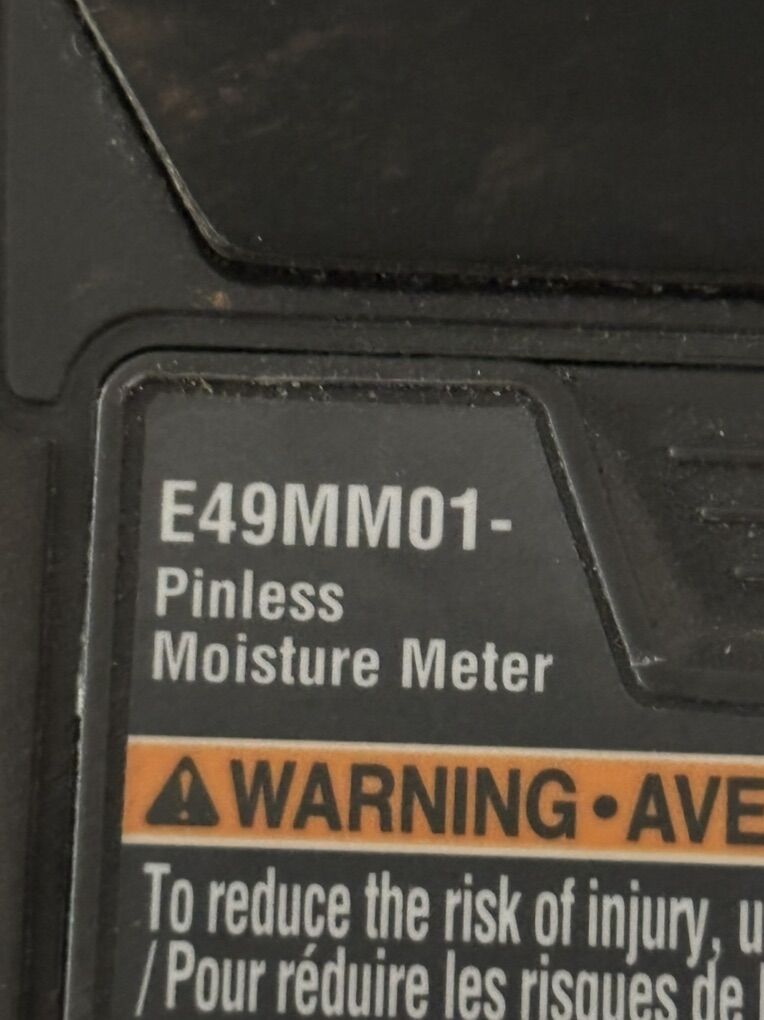 E49MM01-
Pinless
Moisture Meter
WARNING • AVE
To reduce the risk of injury, u
/Pour réduire les risques de